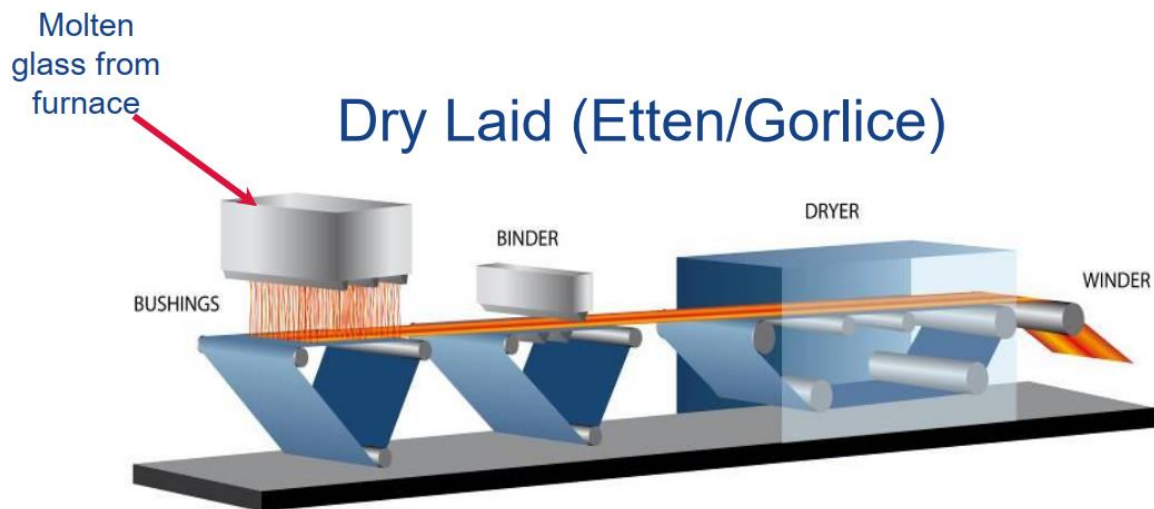 Molten
glass from
furnace
Dry Laid (Etten/Gorlice)
DRYER
BINDER
WINDER
BUSHINGS